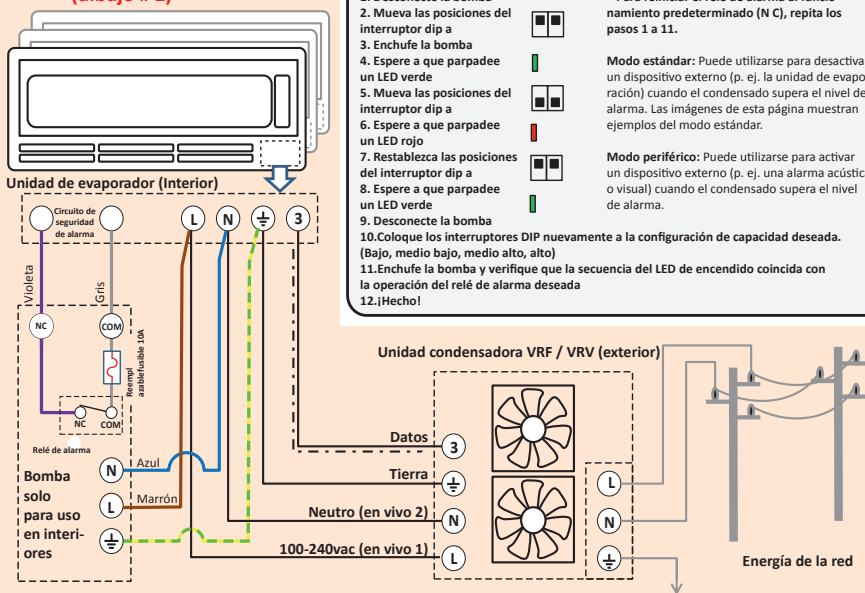 (dibujo # 2)
1. Desconecte la bomba
2. Mueva las posiciones del
interruptor dip a
3. Enchufe la bomba
4. Espere a que parpadee
un LED verde
5. Mueva las posiciones del
interruptor dip a
6. Espere a que parpadee
un LED rojo
7. Restablezca las posiciones
del interruptor dip a
8. Espere a que parpadee
un LED verde
9. Desconecte la bomba
10.Coloque los interruptores DIP nuevamente a la configuración de capacidad deseada.
(Bajo, medio bajo, medio alto, alto)
11.Enchufe la bomba y verifique que la secuencia del LED de encendido coincida con
la operación del relé de alarma deseada
12.¡Hecho!
namiento predeterminado (N C), repita los
pasos 1 a 11.
Modo estándar: Puede utilizarse para desactiva
un dispositivo externo (p. ej. la unidad de evapo
ración) cuando el condensado supera el nivel de
alarma. Las imágenes de esta página muestran
ejemplos del modo estándar.
Modo periférico: Puede utilizarse para activar
un dispositivo externo (p. ej. una alarma acústica
o visual) cuando el condensado supera el nivel
de alarma.
Unidad de evaporador (Interior)
Circuito de
seguridad
de alarma
L
N
3
Violeta
Gris
NC
COM
Reempl
azablefusible 10A
NC
COM
Relé de alarma
Bomba
solo
para uso
en interi-
ores
N
Azul
L
Marrón
Unidad condensadora VRF / VRV (exterior)
Datos
3
Tierra
Neutro (en vivo 2)
N
100-240vac (en vivo 1)
L
L
N
Energía de la red